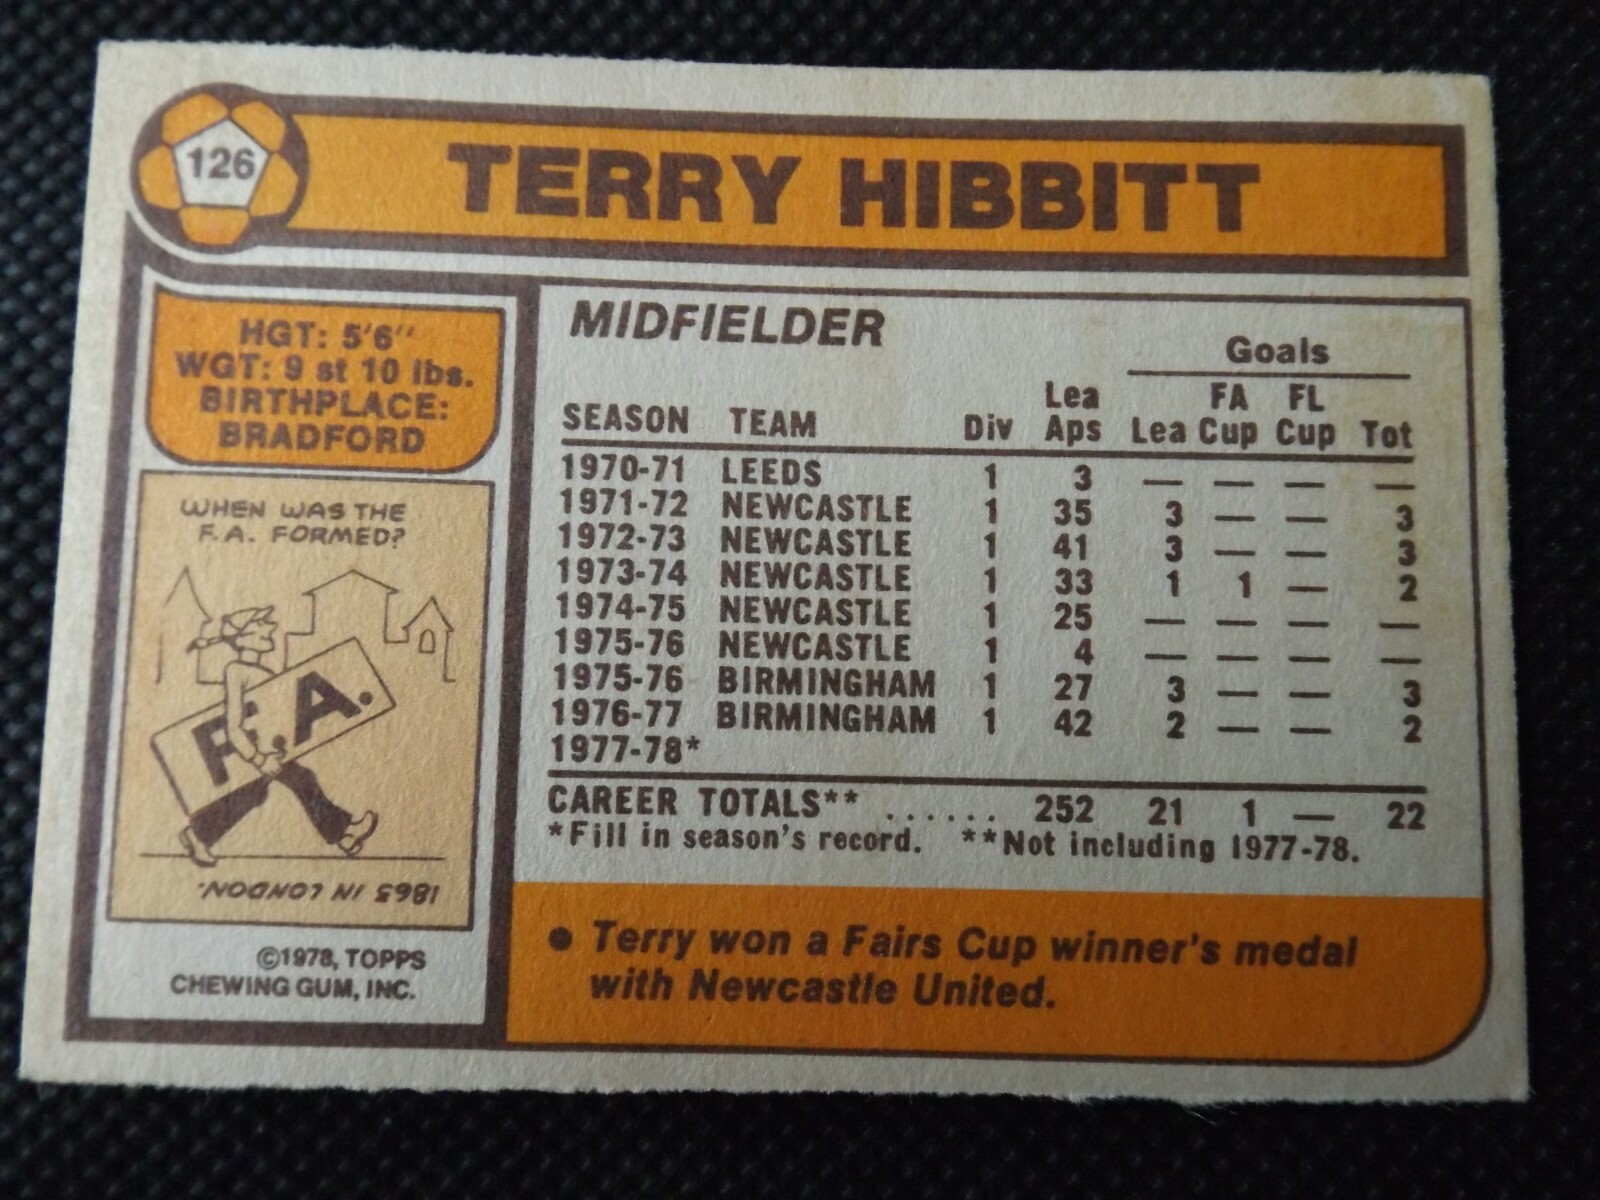 126
TERRY HIBBITT
HGT: 5'6''
WGT: 9 st 10 lbs.
BIRTHPLACE:
BRADFORD
WHEN WAS THE
F.A. FORMED?
F.A.
1863 IN LONDON.
©1978, TOPPS
CHEWING GUM, INC.
MIDFIELDER
Goals
SEASON TEAM Div Lea Aps Lea FA Cup FL Cup Tot
1970-71 LEEDS 1 3 — — — —
1971-72 NEWCASTLE 1 35 3 — — 3
1972-73 NEWCASTLE 1 41 3 — — 3
1973-74 NEWCASTLE 1 33 1 1 — 2
1974-75 NEWCASTLE 1 25 — — — —
1975-76 NEWCASTLE 1 4 — — — —
1975-76 BIRMINGHAM 1 27 3 — — 3
1976-77 BIRMINGHAM 1 42 2 — — 2
1977-78*
CAREER TOTALS** ...... 252 21 1 — 22
*Fill in season's record. **Not including 1977-78.
• Terry won a Fairs Cup winner's medal
with Newcastle United.